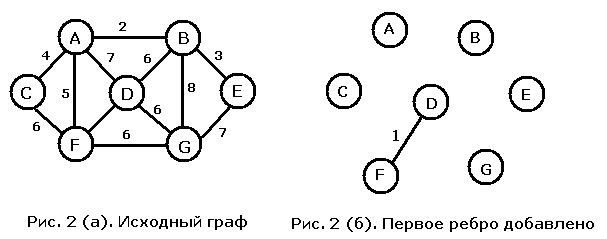 A 2 B
4 7 6 3
C 5 D 8 E
6 6 7
F 6 G
Рис. 2 (а). Исходный граф
A
B
C
D
E
1
F
G
Рис. 2 (б). Первое ребро добавлено